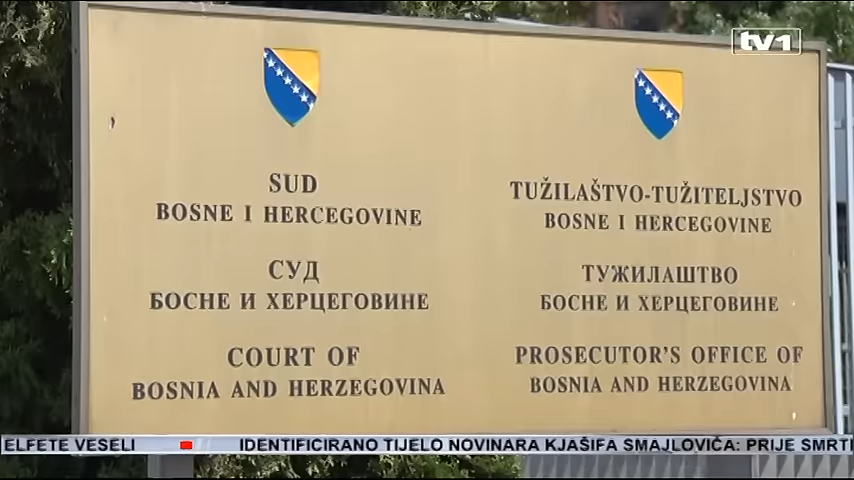 tv1
SUD
BOSNE I HERCEGOVINE
СУД
БОСНЕ И ХЕРЦЕГОВИНЕ
COURT OF
BOSNIA AND HERZEGOVINA
TUŽILAŠTVO-TUŽITELJSTVO
BOSNE I HERCEGOVINE
ТУЖИЛАШТВО
БОСНЕ И ХЕРЦЕГОВИНЕ
PROSECUTOR'S OFFICE OF
BOSNIA AND HERZEGOVINA
ELFETE VESELI IDENTIFICIRANO TIJELO NOVINARA KJAŠIFA SMAJLOVIĆA: PRIJE SMRTI